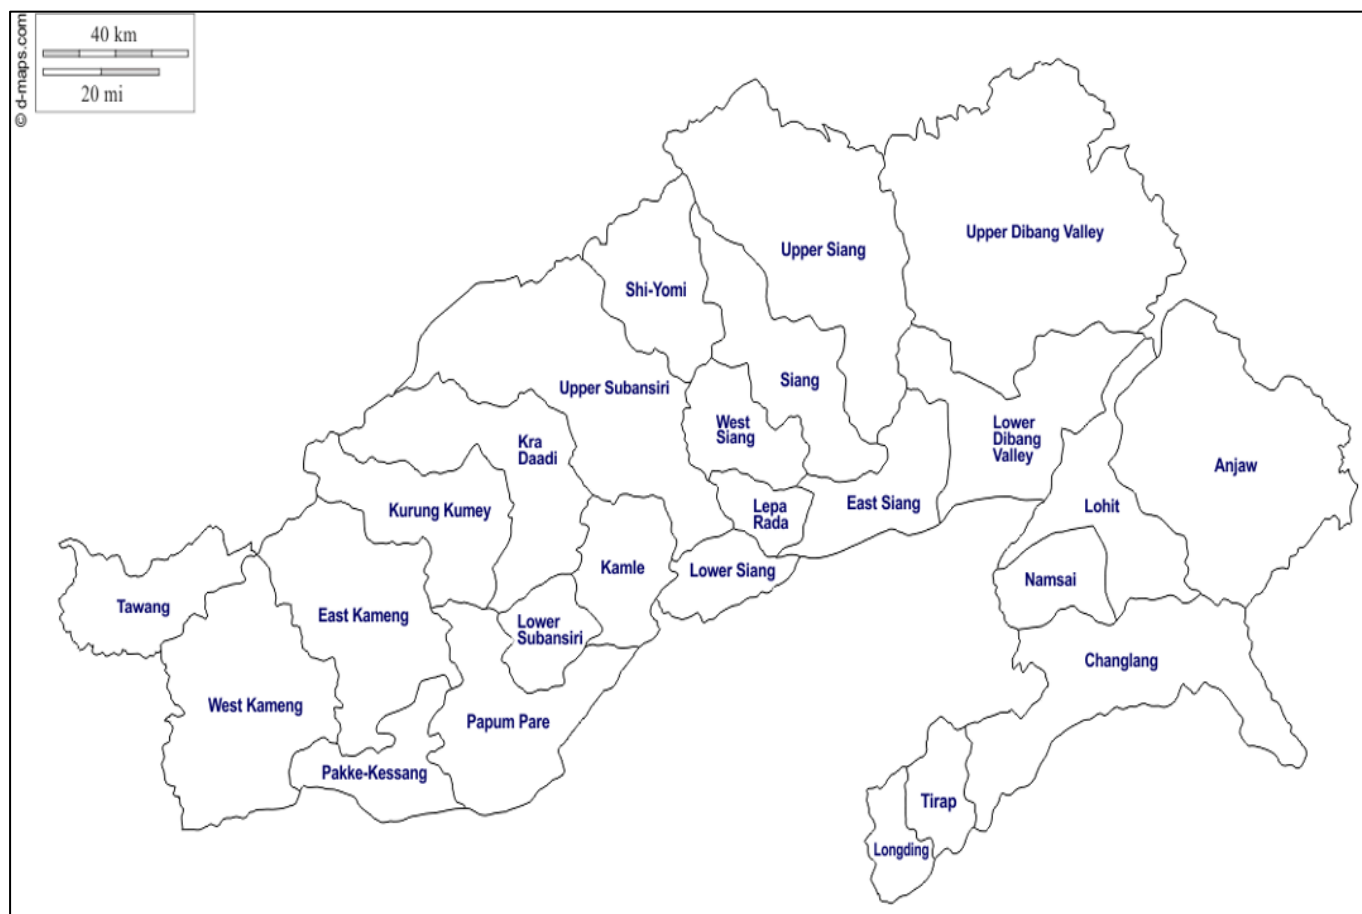 © d-maps.com
40 km
20 mi
Upper Dibang Valley
Upper Siang
Shi-Yomi
Siang
Upper Subansiri
West
Siang
Lower
Dibang
Valley
Kra
Daadi
Anjaw
Kurung Kumey
Lepa
Rada
East Siang
Lohit
Kamle
Lower Siang
Namsai
Tawang
East Kameng
Lower
Subansiri
Changlang
West Kameng
Papum Pare
Pakke-Kessang
Tirap
Longding